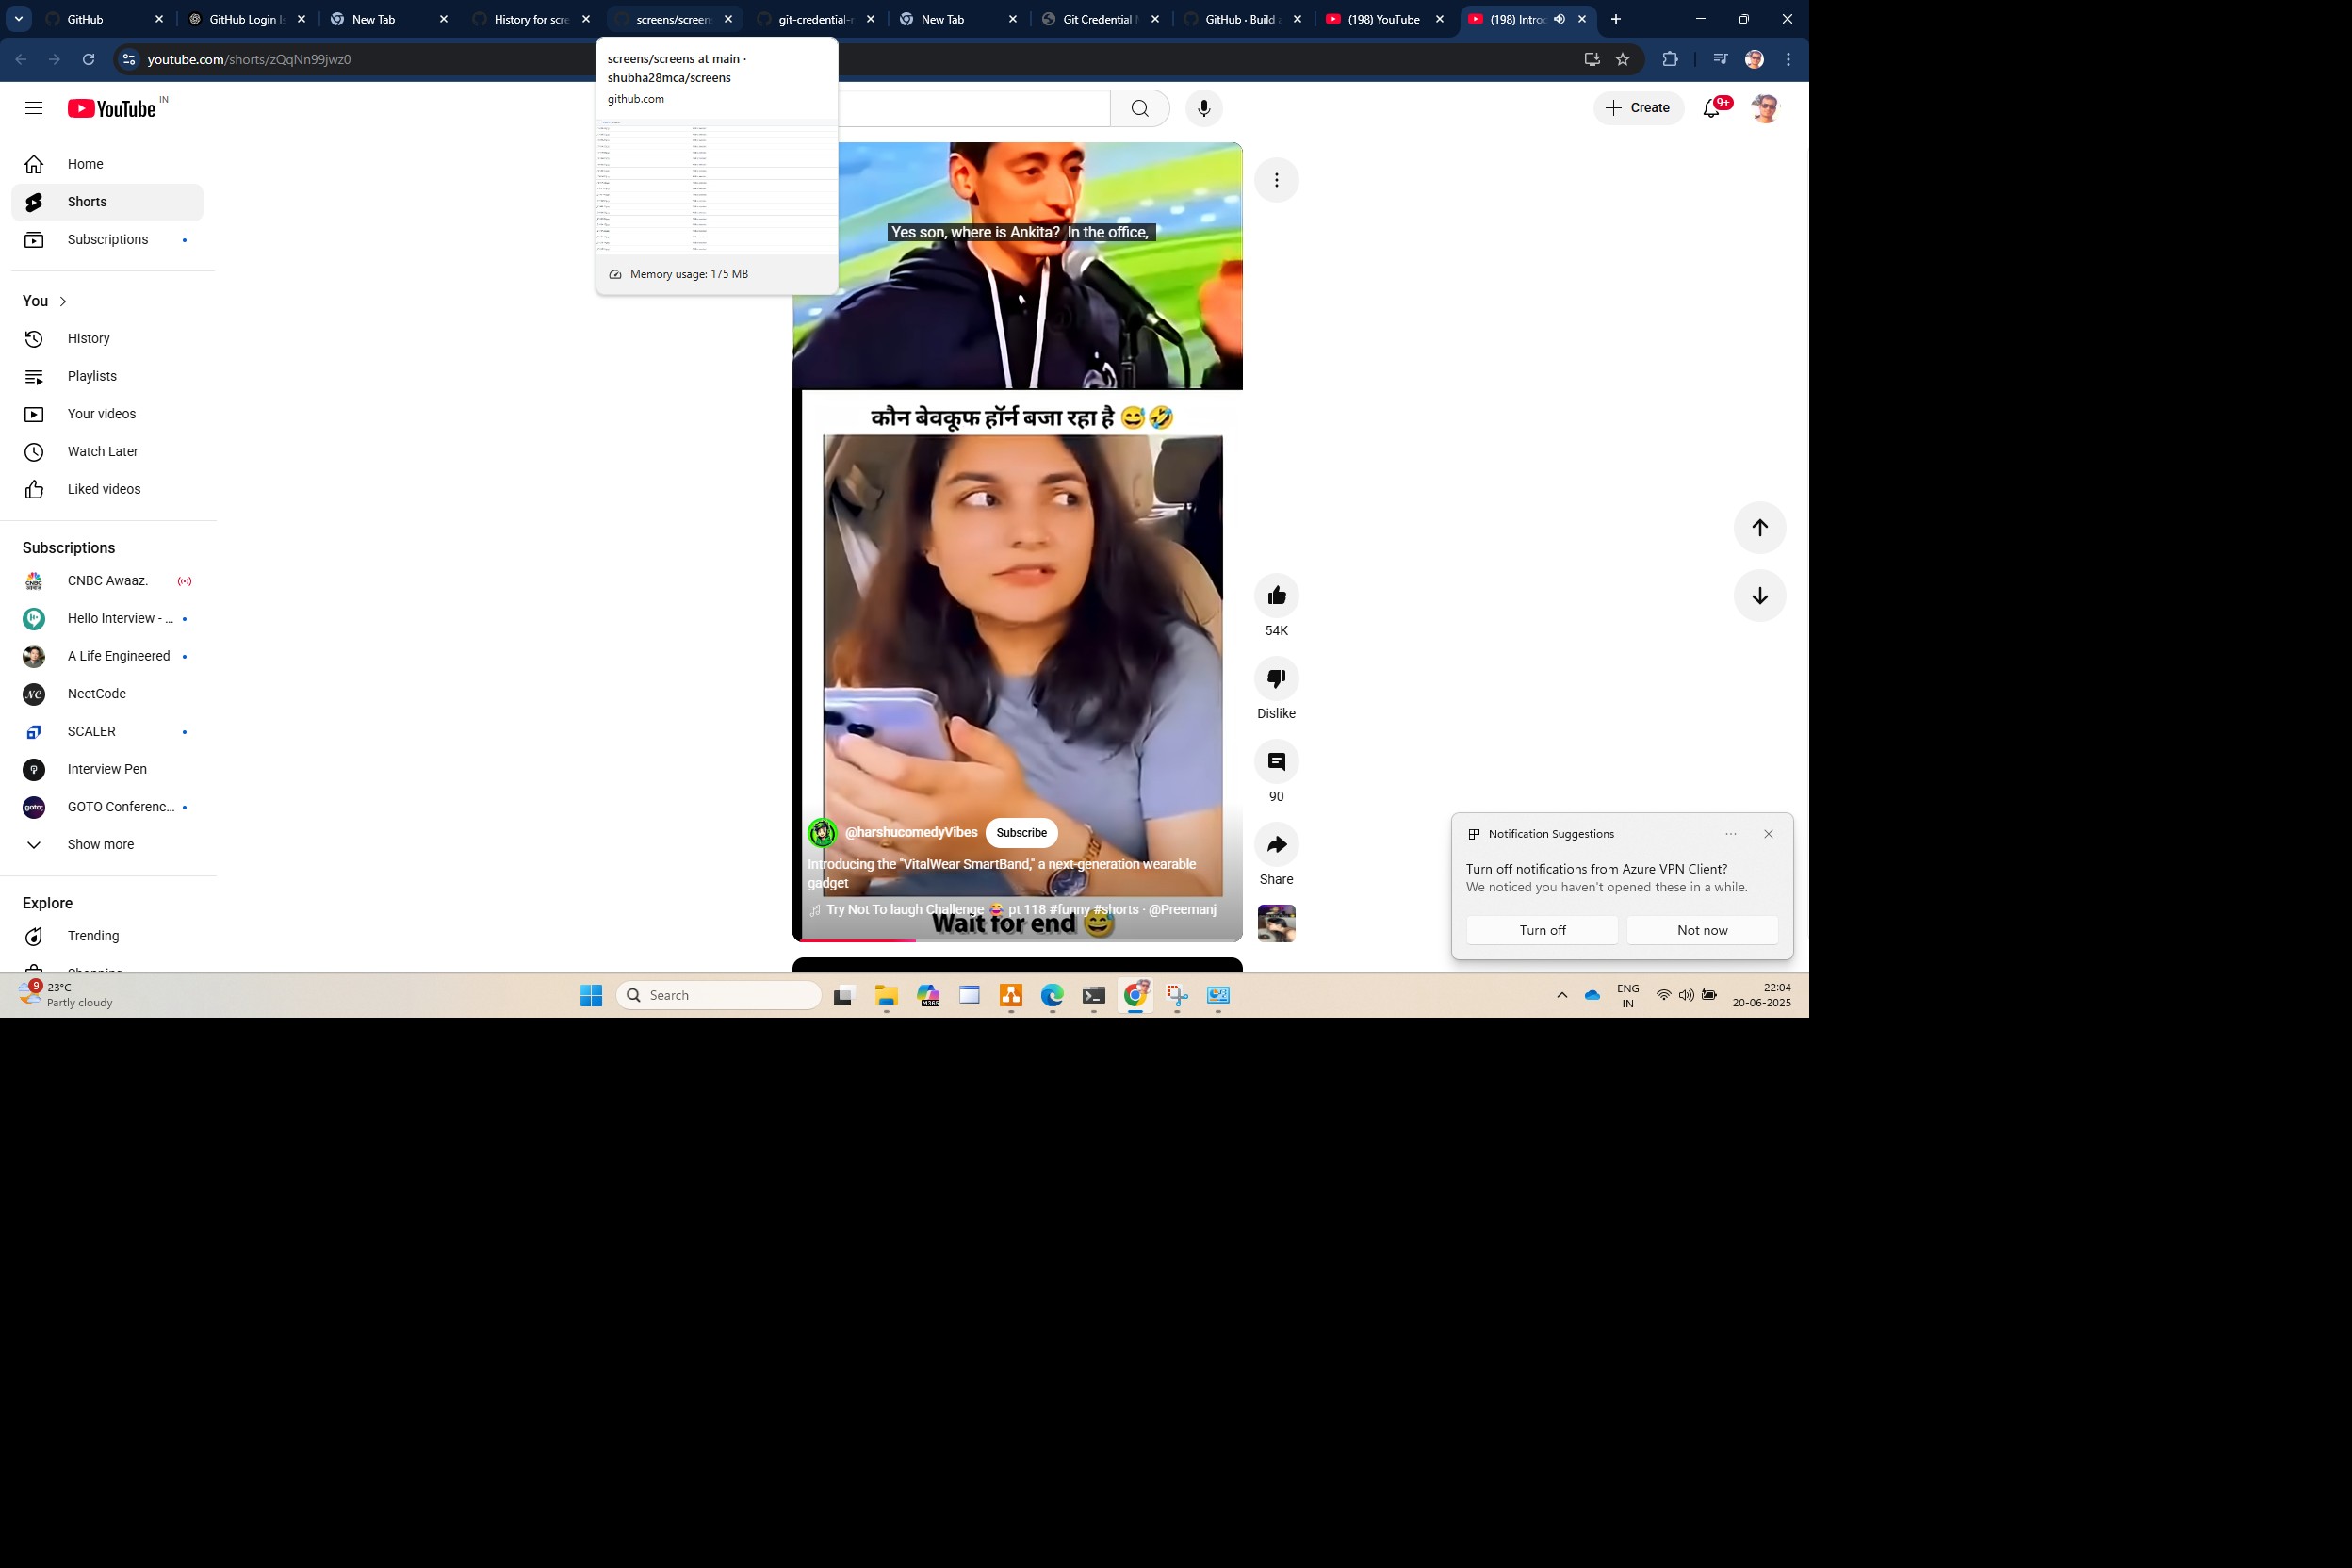 GitHub
GitHub Login Is
New Tab
History for scre
screens/screen
git-credential-
New Tab
Git Credential
GitHub · Build
(198) YouTube
(198) Intro
youtube.com/shorts/zQqNn99jwz0
screens/screens at main ·
shubha28mca/screens
github.com
Memory usage: 175 MB
YouTube IN
Create
9+
Home
Shorts
Subscriptions
You
History
Playlists
Your videos
Watch Later
Liked videos
Subscriptions
CNBC Awaaz.
Hello Interview - ...
A Life Engineered
NeetCode
SCALER
Interview Pen
GOTO Conferenc...
Show more
Explore
Trending
Shopping
Yes son, where is Ankita? In the office,
कौन बेवकूफ हॉर्न बजा रहा है 😅🤣
@harshucomedyVibes
Subscribe
Introducing the "VitalWear SmartBand," a next-generation wearable
gadget
Try Not To laugh Challenge 😂 pt 118 #funny #shorts · @Preemanj
Wait for end 😅
54K
Dislike
90
Share
Notification Suggestions
Turn off notifications from Azure VPN Client?
We noticed you haven't opened these in a while.
Turn off
Not now
9
23°C
Partly cloudy
Search
M365
ENG
IN
22:04
20-06-2025